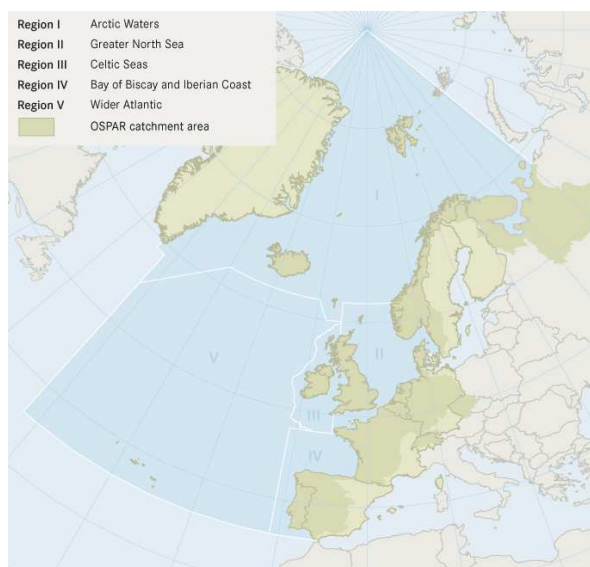 Region I Arctic Waters
Region II Greater North Sea
Region III Celtic Seas
Region IV Bay of Biscay and Iberian Coast
Region V Wider Atlantic
OSPAR catchment area
I
II
V
III
IV